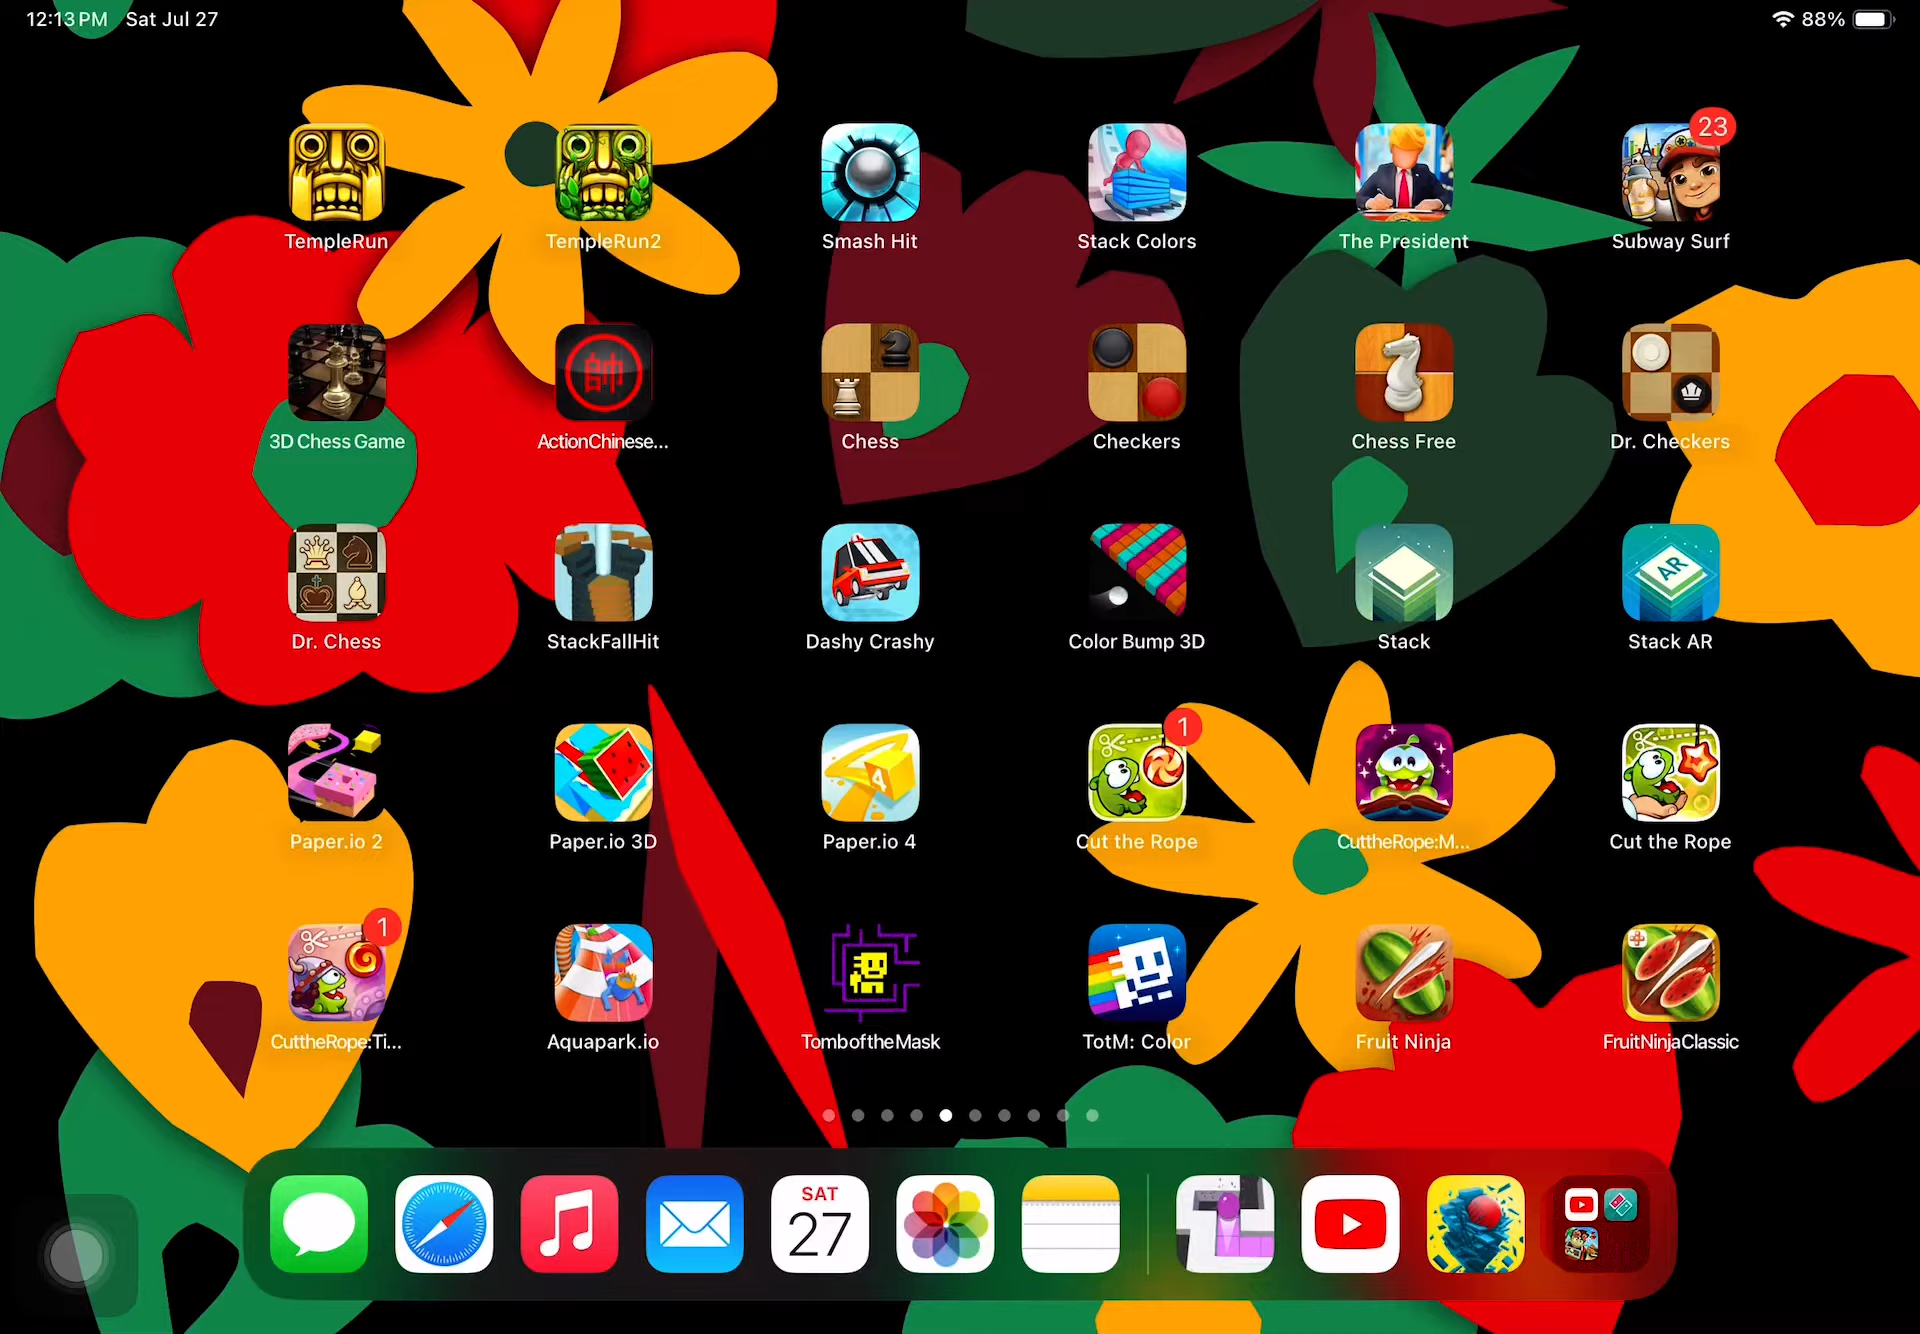 12:13 PM Sat Jul 27
88%
23
TempleRun
TempleRun2
Smash Hit
Stack Colors
The President
Subway Surf
帥
3D Chess Game
ActionChinese...
Chess
Checkers
Chess Free
Dr. Checkers
AR
Dr. Chess
StackFallHit
Dashy Crashy
Color Bump 3D
Stack
Stack AR
4
1
Paper.io 2
Paper.io 3D
Paper.io 4
Cut the Rope
CuttheRope:M...
Cut the Rope
1
CuttheRope:Ti...
Aquapark.io
TomboftheMask
TotM: Color
Fruit Ninja
FruitNinjaClassic
SAT
27